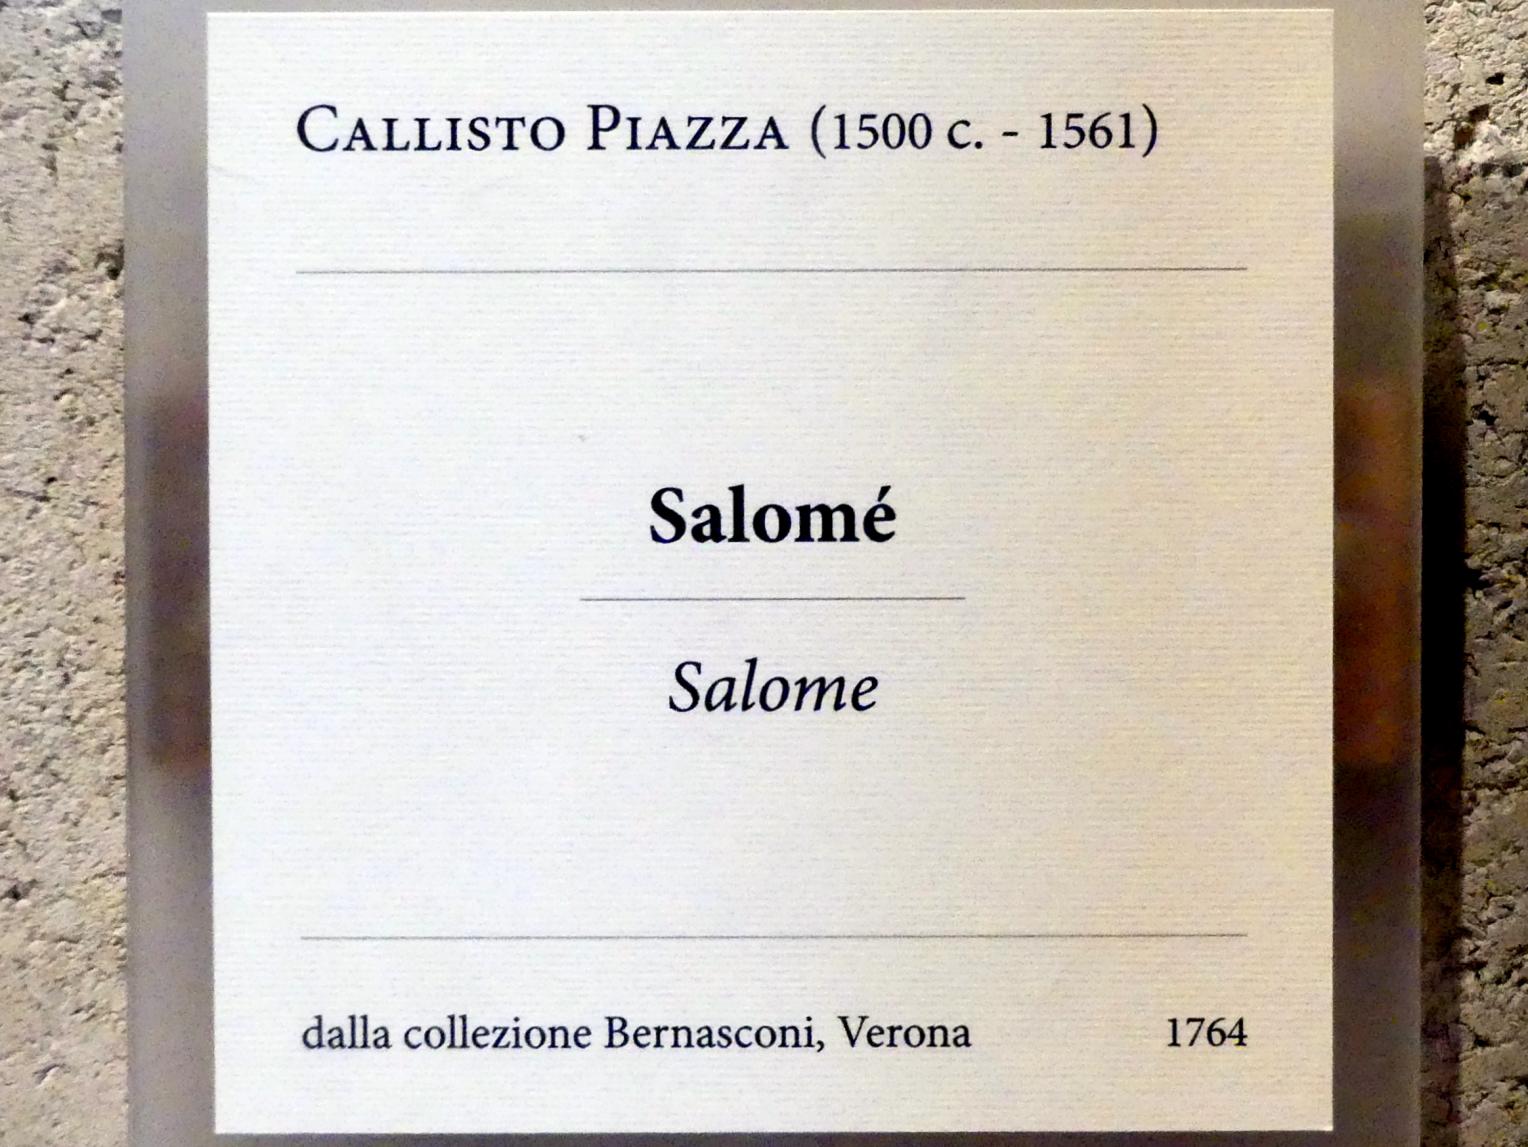 CALLISTO PIAZZA (1500 c. - 1561)
Salomé
Salome
dalla collezione Bernasconi, Verona 1764